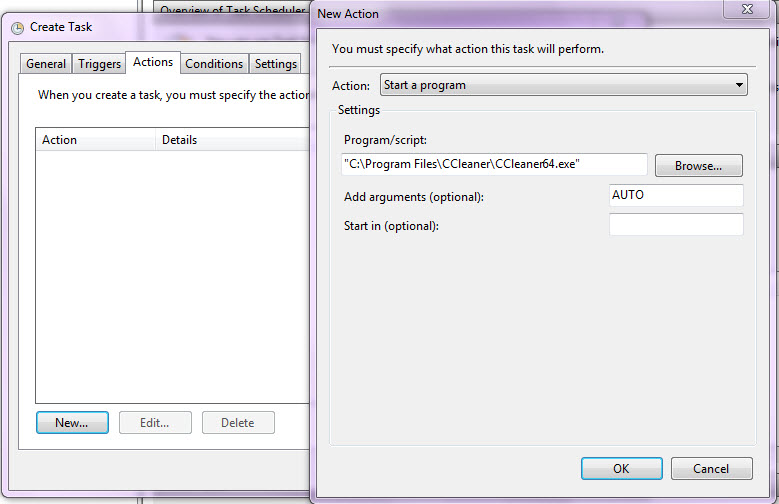 Overview of Task Scheduler
Create Task
General
Triggers
Actions
Conditions
Settings
When you create a task, you must specify the action
Action
Details
New...
Edit...
Delete
New Action
You must specify what action this task will perform.
Action:
Start a program
Settings
Program/script:
"C:\Program Files\CCleaner\CCleaner64.exe"
Browse...
Add arguments (optional):
AUTO
Start in (optional):
OK
Cancel